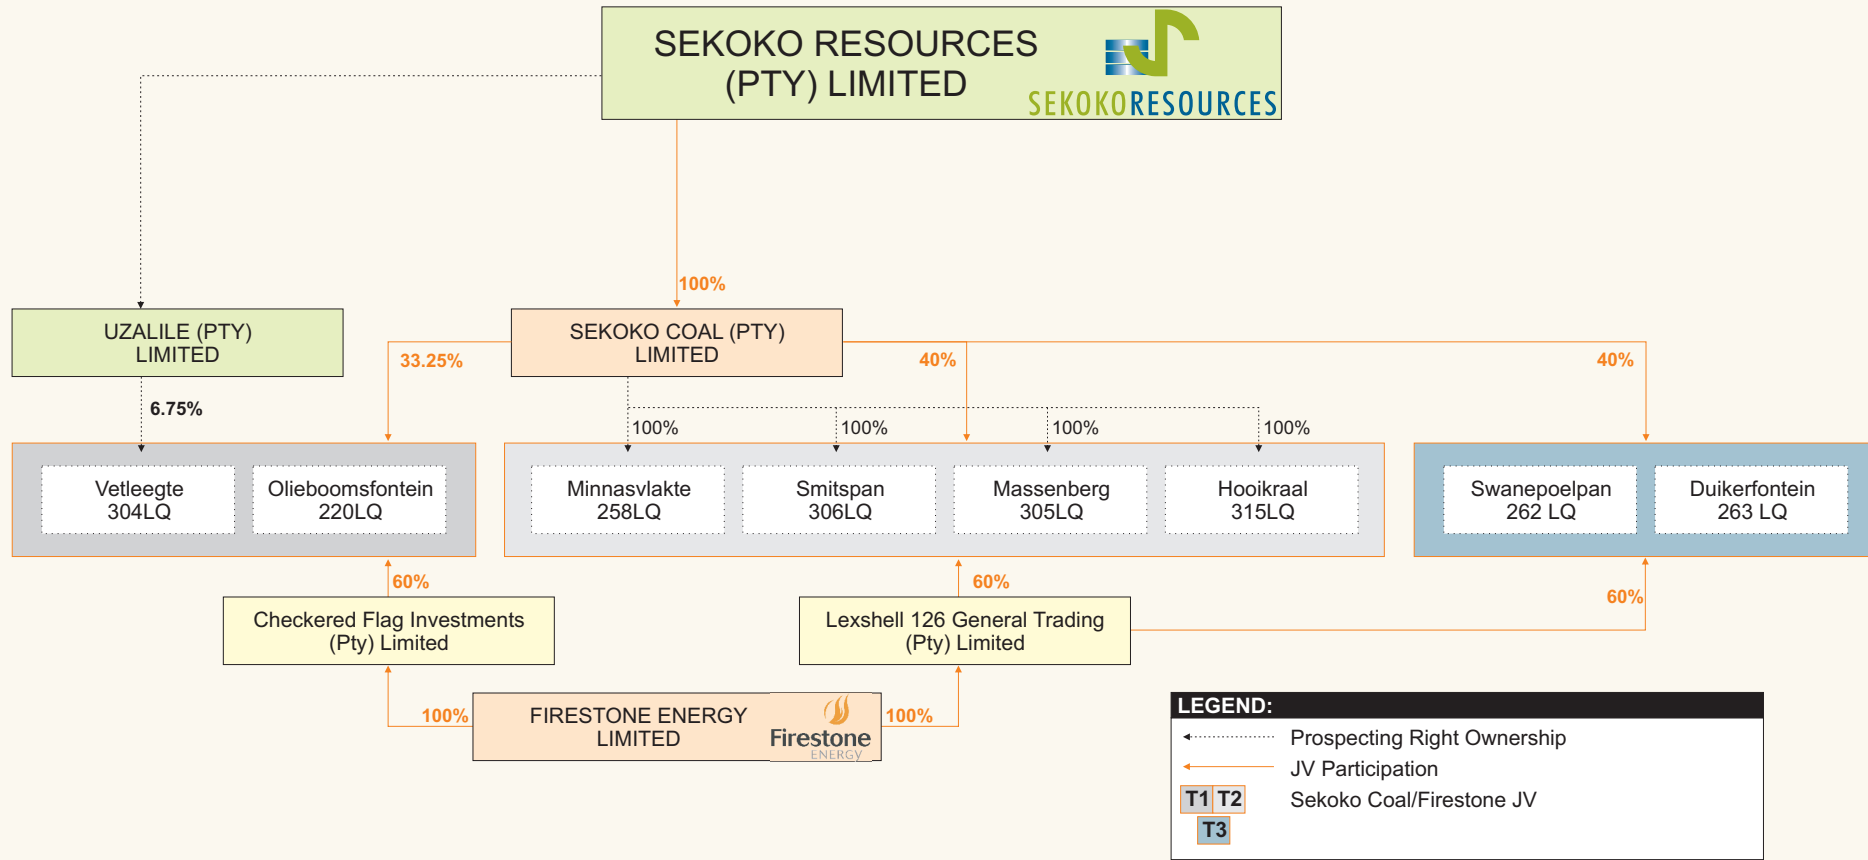 SEKOKO RESOURCES
(PTY) LIMITED
SEKOKORESOURCES
100%
UZALILE (PTY)
LIMITED
SEKOKO COAL (PTY)
LIMITED
33.25%
40%
40%
6.75%
100%
100%
100%
100%
Vetleegte
304LQ
Olieboomsfontein
220LQ
Minnasvlakte
258LQ
Smitspan
306LQ
Massenberg
305LQ
Hooikraal
315LQ
Swanepoelpan
262 LQ
Duikerfontein
263 LQ
60%
60%
60%
Checkered Flag Investments
(Pty) Limited
Lexshell 126 General Trading
(Pty) Limited
100%
FIRESTONE ENERGY
LIMITED
Firestone
ENERGY
100%
LEGEND:
Prospecting Right Ownership
JV Participation
T1 T2
Sekoko Coal/Firestone JV
T3